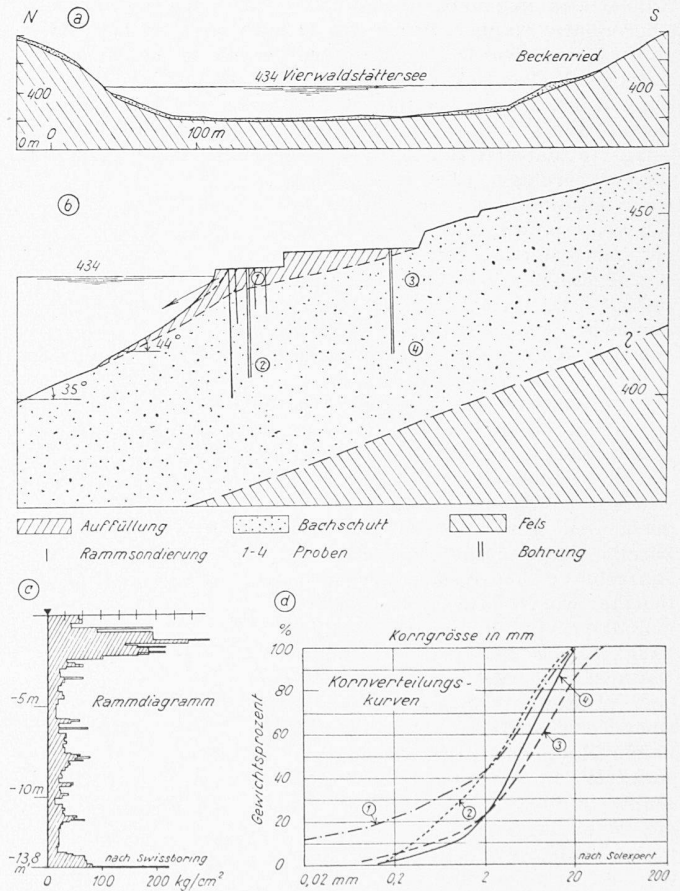 N a S
434 Vierwaldstättersee
Beckenried
400 400
0 m 0 100 m
b
450
434
1
3
44°
2 4
35°
400
Auffüllung Bachschutt Fels
Rammsondierung 1-4 Proben Bohrung
c
d
% Korngrösse in mm
100
Kornverteilungs-
kurven
80
-5m Rammdiagramm
4
60
3
Gewichtsprozent
40
-10m
1
2
20
-13,8 m nach Swissboring
0 nach Solexpert
0 100 200 kg/cm²
0,02 mm 0,2 2 20 200